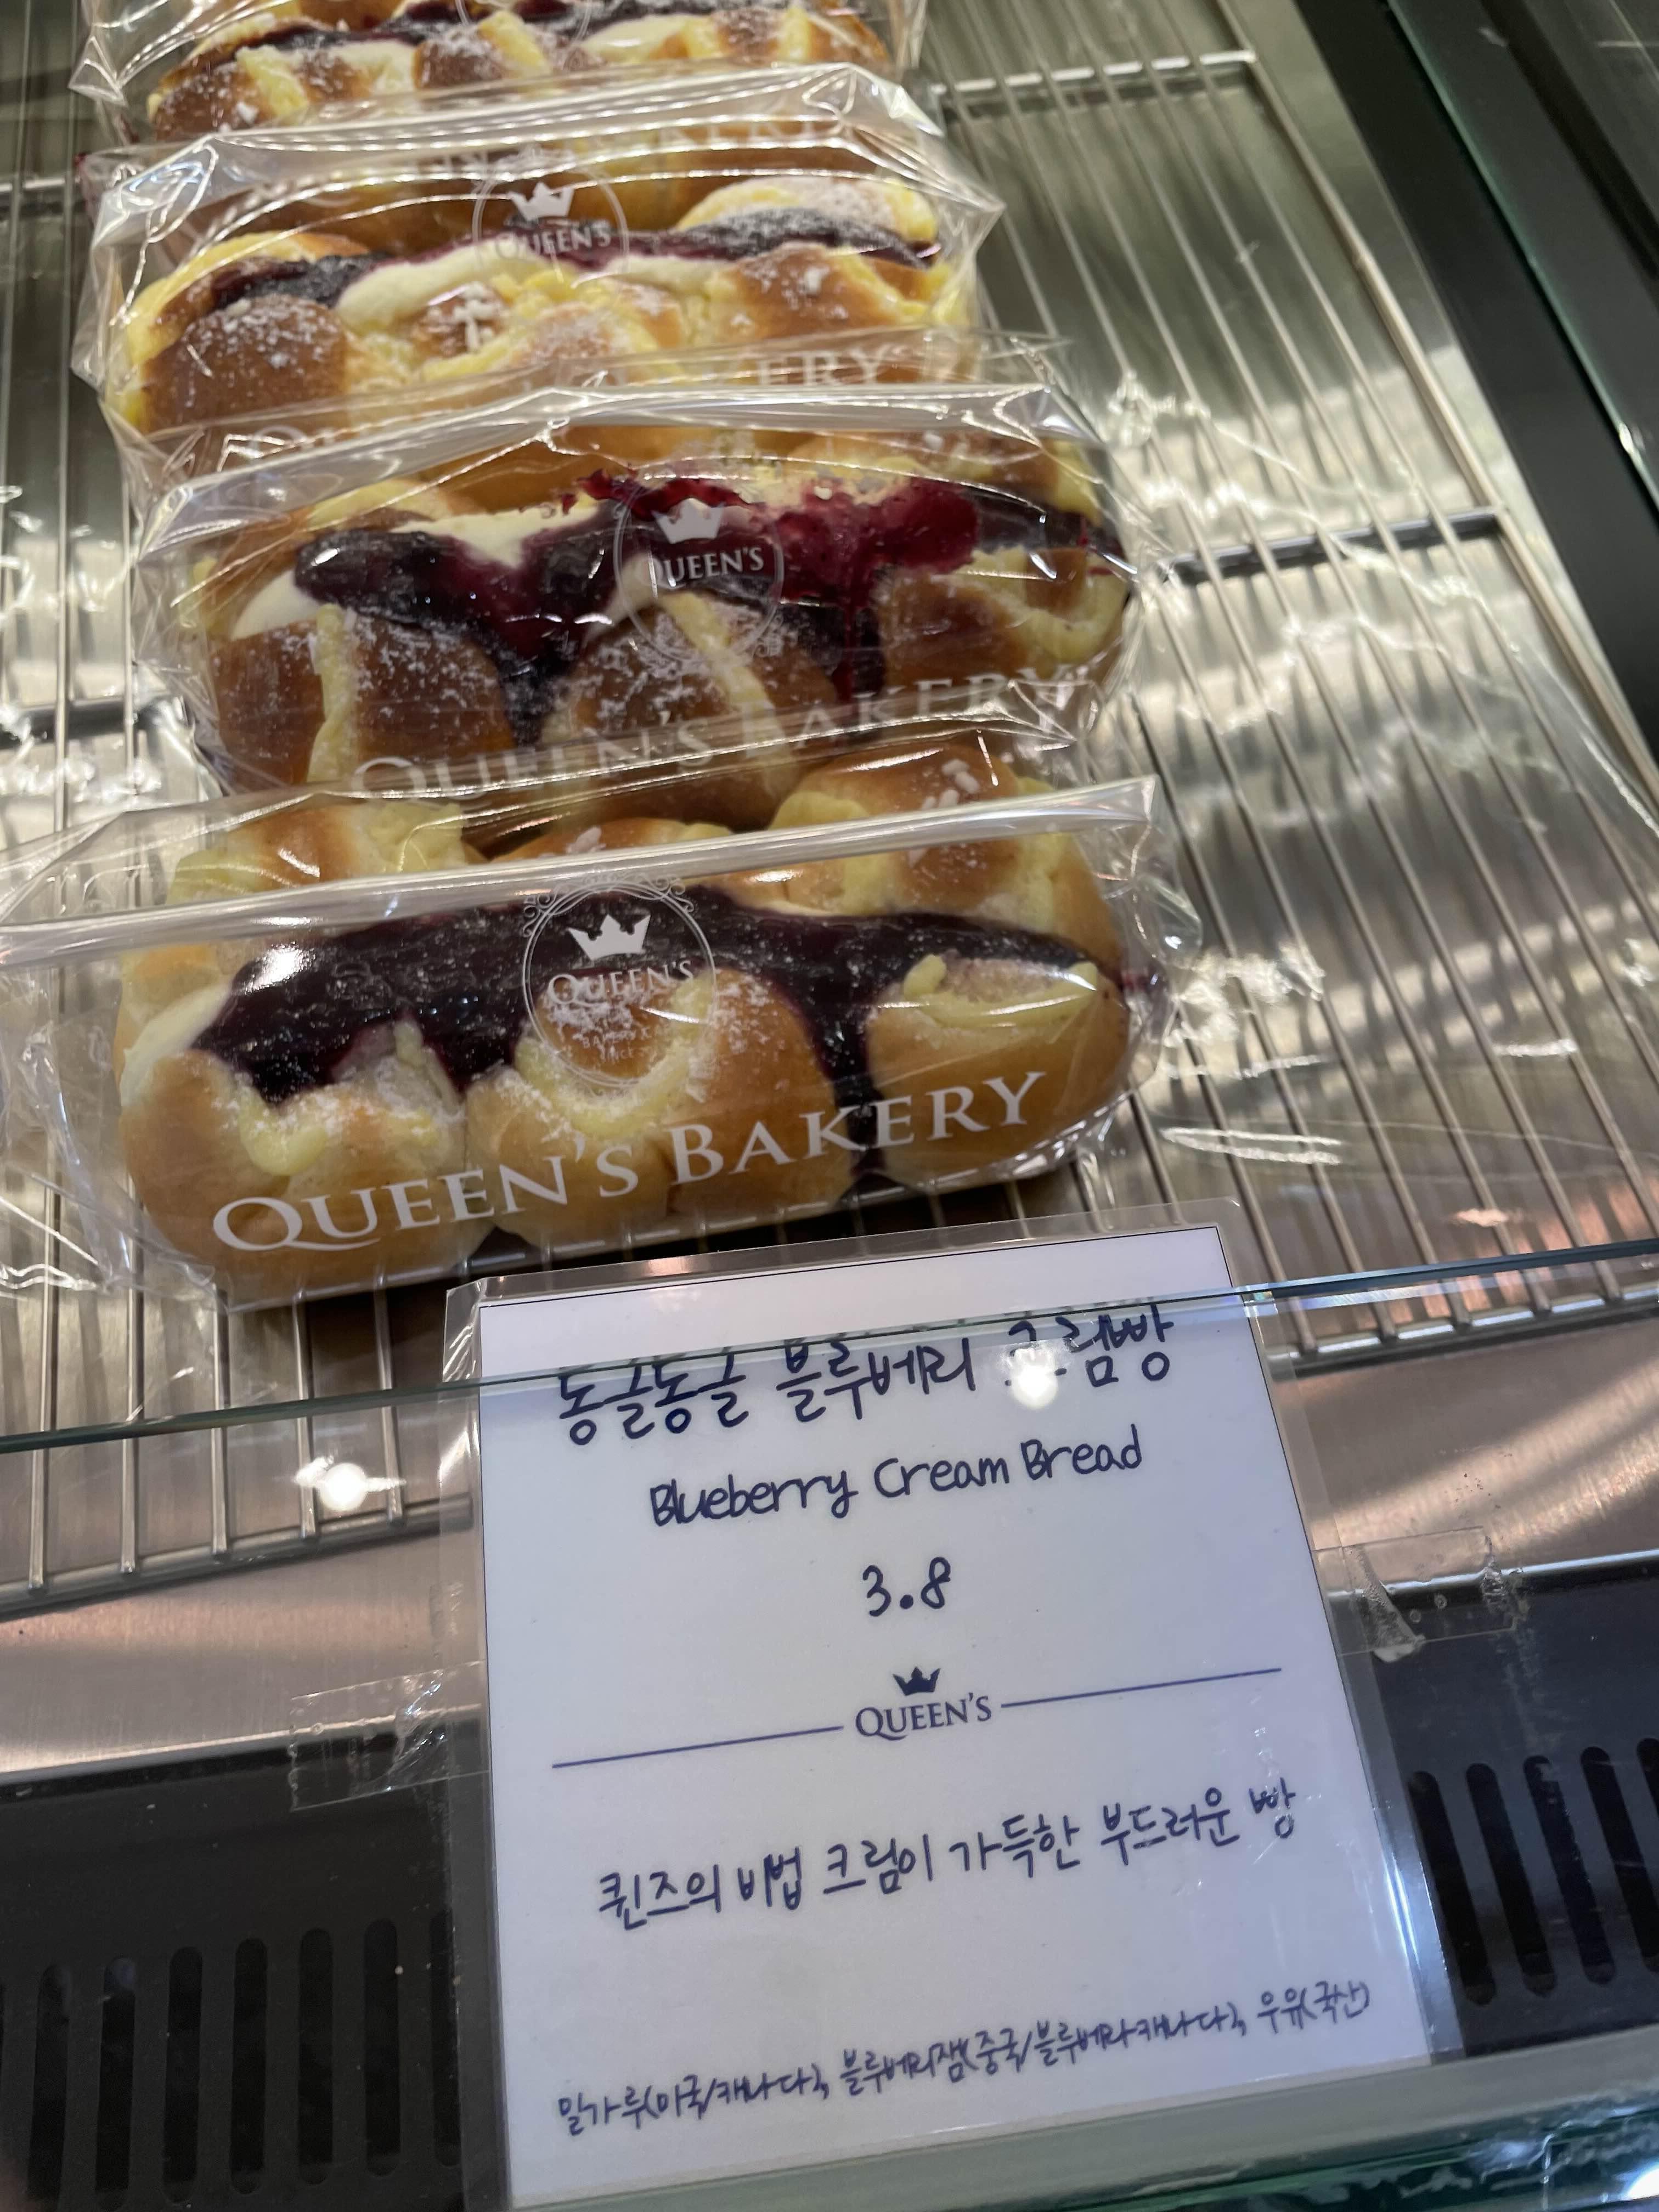 QUEEN'S
QUEEN'S
QUEEN'S BAKERY
QUEEN'S
QUEEN'S BAKERY
동글동글 블루베리 크림빵
Blueberry Cream Bread
3.8
QUEEN'S
퀸즈의 비법 크림이 가득한 부드러운 빵
밀가루(미국/캐나다), 블루베리잼(중국/블루베리-캐나다), 우유(국산)